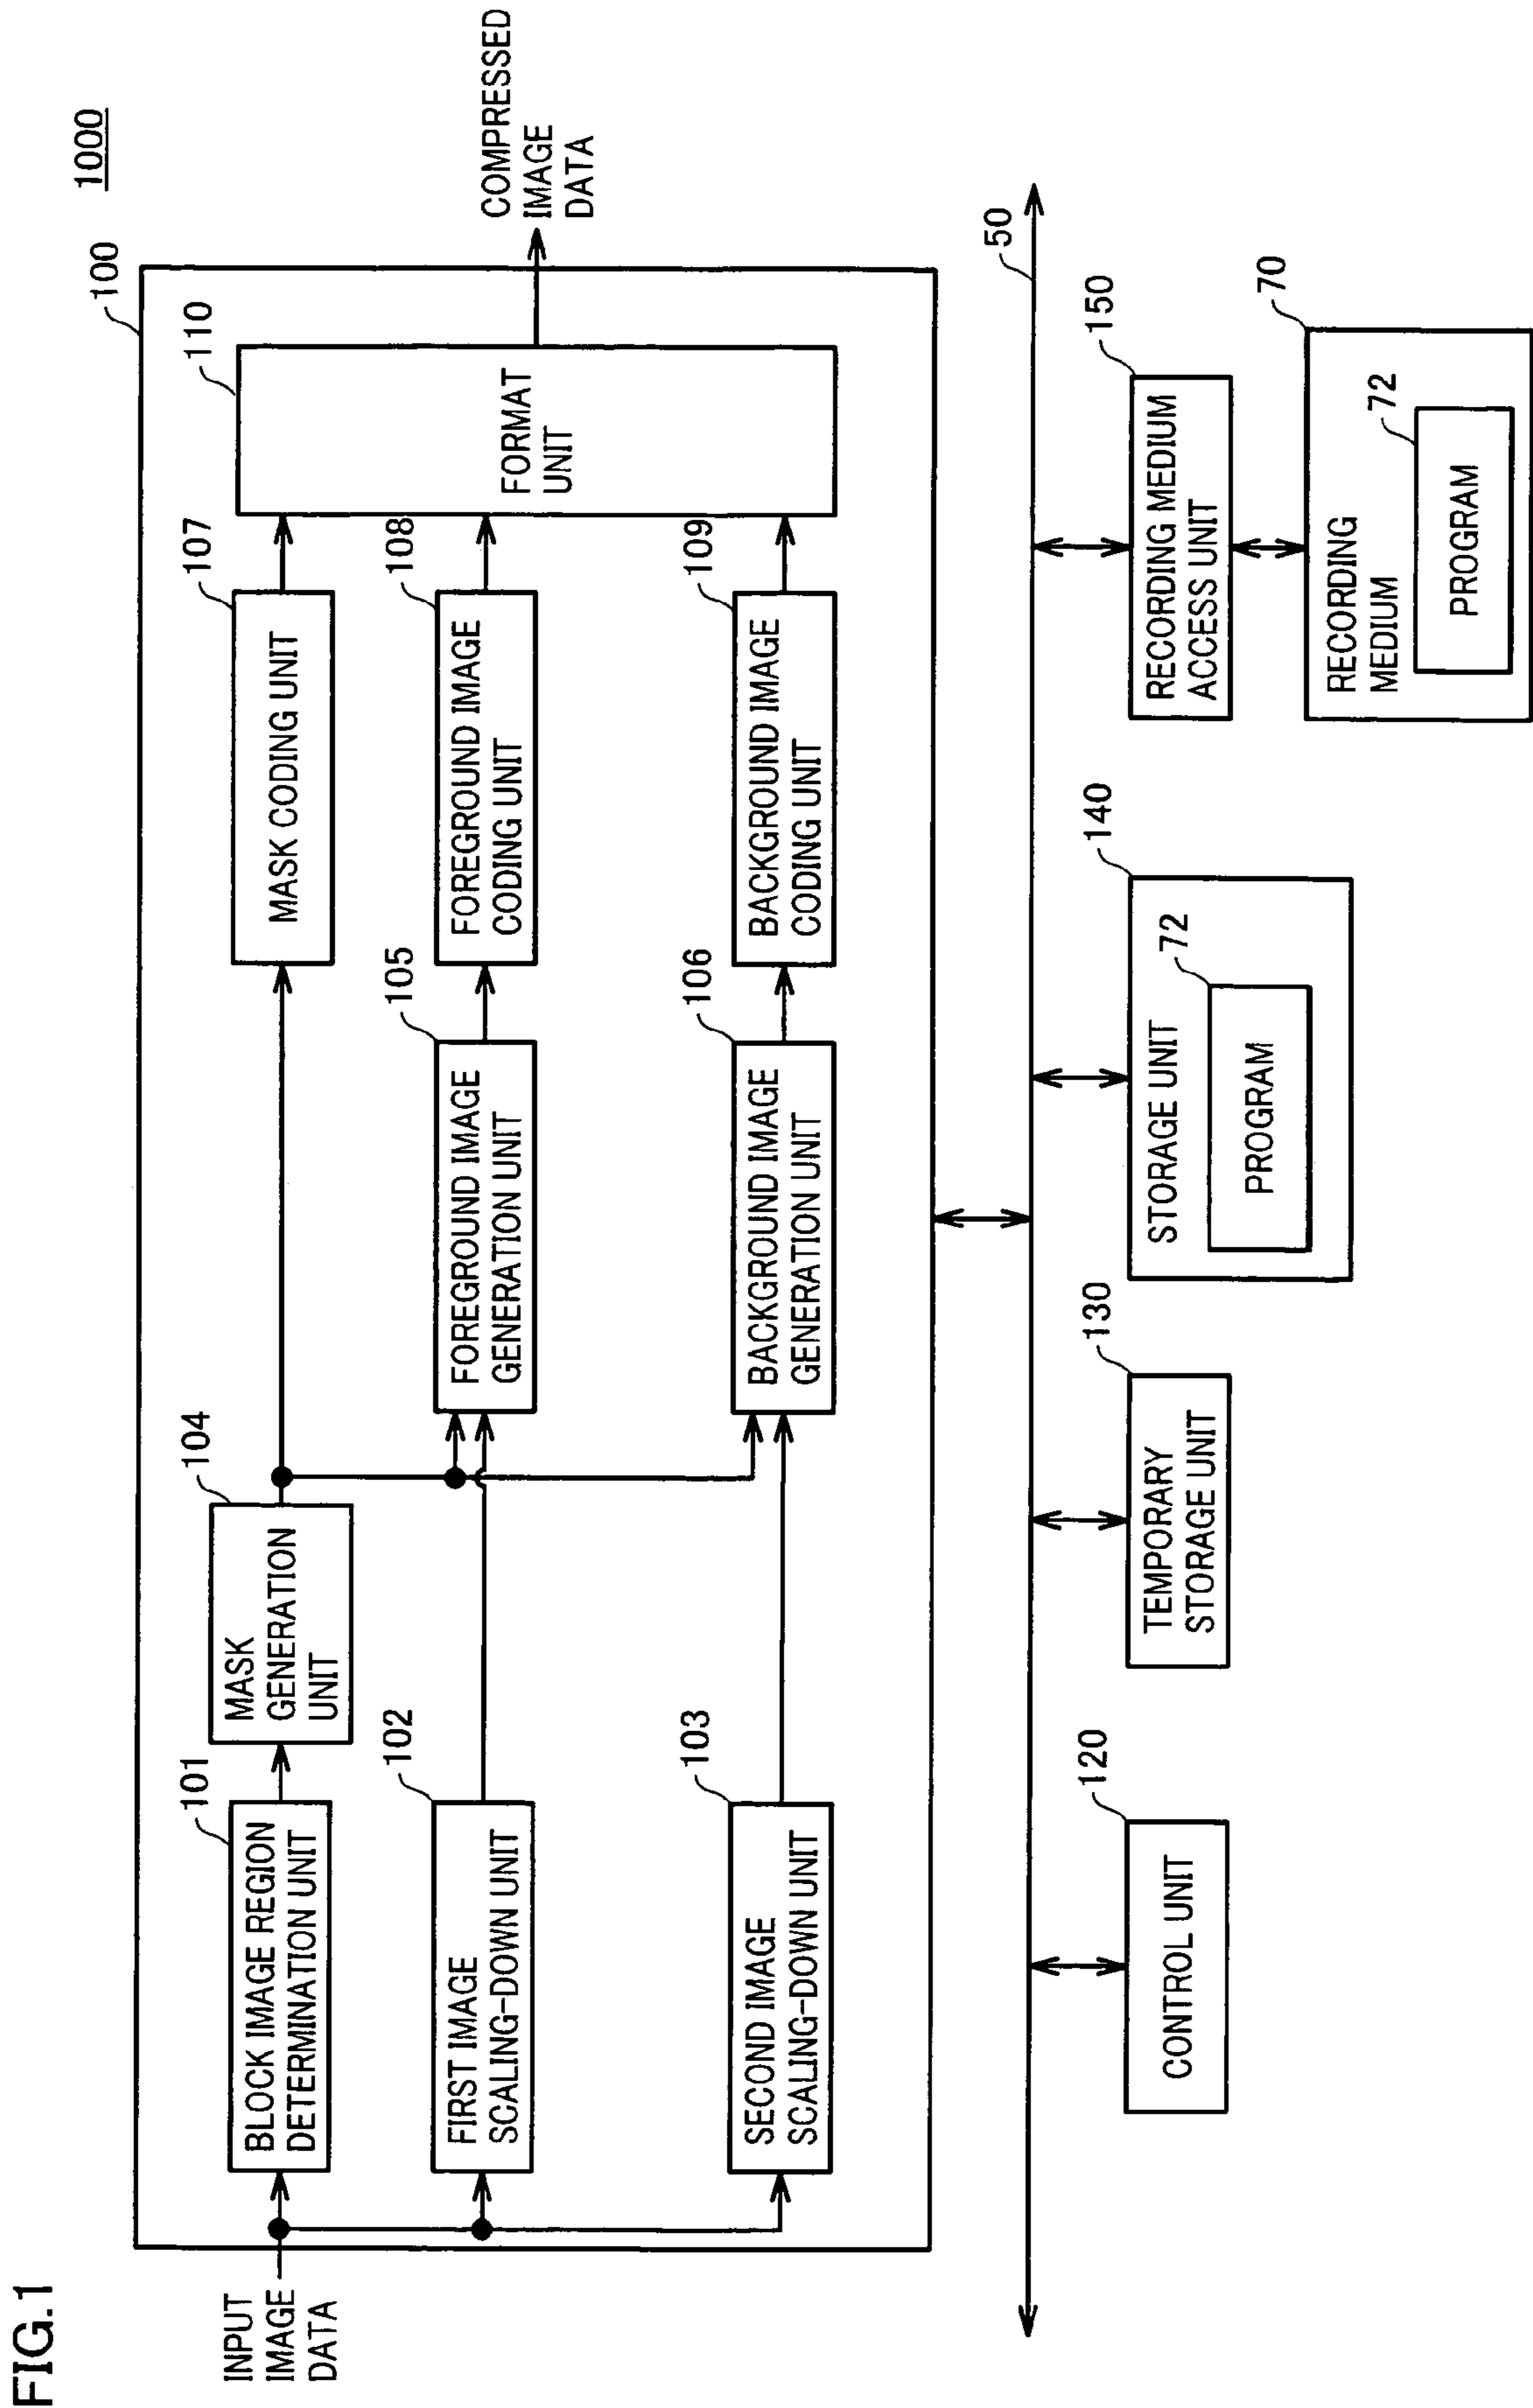 FIG.1
1000
100
INPUT
IMAGE
DATA
101
BLOCK IMAGE REGION
DETERMINATION UNIT
104
MASK
GENERATION
UNIT
107
MASK CODING UNIT
110
FORMAT
UNIT
COMPRESSED
IMAGE
DATA
102
FIRST IMAGE
SCALING-DOWN UNIT
105
FOREGROUND IMAGE
GENERATION UNIT
108
FOREGROUND IMAGE
CODING UNIT
103
SECOND IMAGE
SCALING-DOWN UNIT
106
BACKGROUND IMAGE
GENERATION UNIT
109
BACKGROUND IMAGE
CODING UNIT
50
120
CONTROL UNIT
130
TEMPORARY
STORAGE UNIT
140
STORAGE UNIT
72
PROGRAM
150
RECORDING MEDIUM
ACCESS UNIT
70
RECORDING
MEDIUM
72
PROGRAM